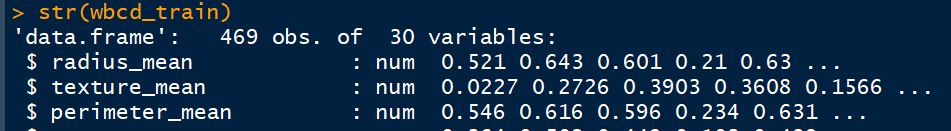 > str(wbcd_train)
'data.frame':   469 obs. of  30 variables:
 $ radius_mean            : num  0.521 0.643 0.601 0.21 0.63 ...
 $ texture_mean           : num  0.0227 0.2726 0.3903 0.3608 0.1566 ...
 $ perimeter_mean         : num  0.546 0.616 0.596 0.234 0.631 ...